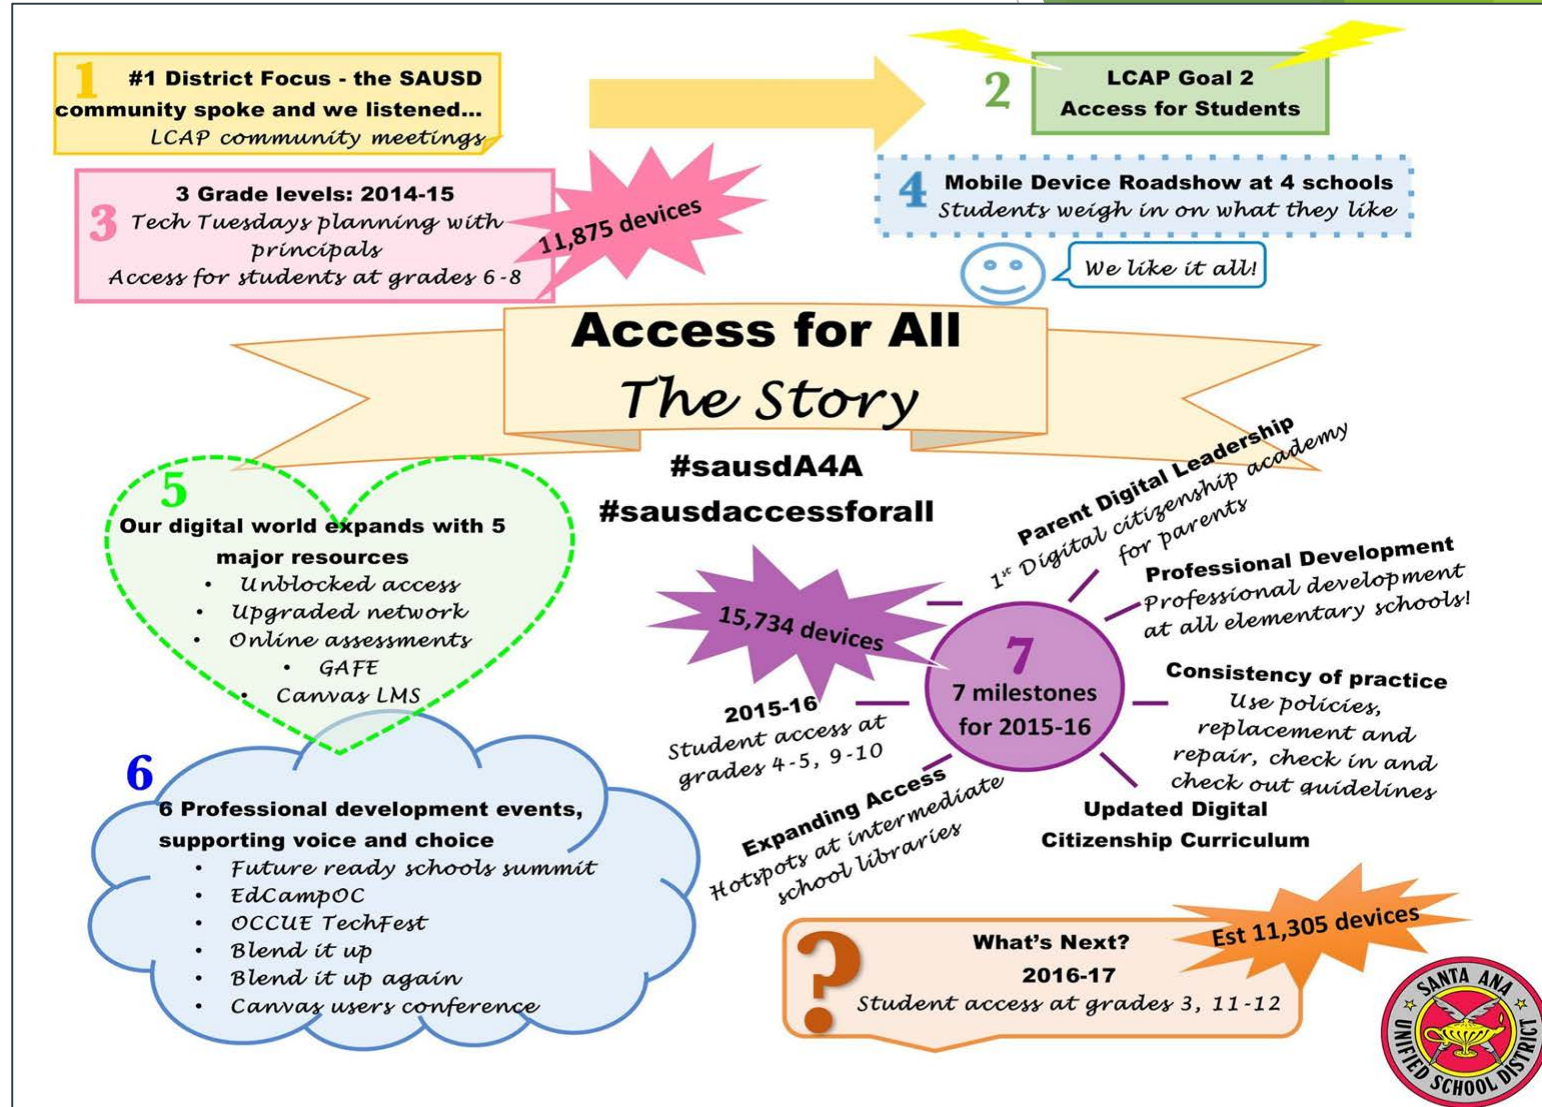 1
#1 District Focus - the SAUSD
community spoke and we listened...
LCAP community meetings
2
LCAP Goal 2
Access for Students
3
3 Grade levels: 2014-15
Tech Tuesdays planning with
principals
Access for students at grades 6-8
11,875 devices
4
Mobile Device Roadshow at 4 schools
Students weigh in on what they like
We like it all!
Access for All
The Story
#sausdA4A
#sausdaccessforall
5
Our digital world expands with 5
major resources
• Unblocked access
• Upgraded network
• Online assessments
• GAFE
• Canvas LMS
6
6 Professional development events,
supporting voice and choice
• Future ready schools summit
• EdCampOC
• OCCUE TechFest
• Blend it up
• Blend it up again
• Canvas users conference
7
7 milestones
for 2015-16
Parent Digital Leadership
1st Digital citizenship academy
for parents
Professional Development
Professional development
at all elementary schools!
Consistency of practice
Use policies,
replacement and
repair, check in and
check out guidelines
Updated Digital
Citizenship Curriculum
Expanding Access
Hotspots at intermediate
school libraries
2015-16
Student access at
grades 4-5, 9-10
15,734 devices
?
What's Next?
2016-17
Student access at grades 3, 11-12
Est 11,305 devices
SANTA ANA
UNIFIED SCHOOL DISTRICT